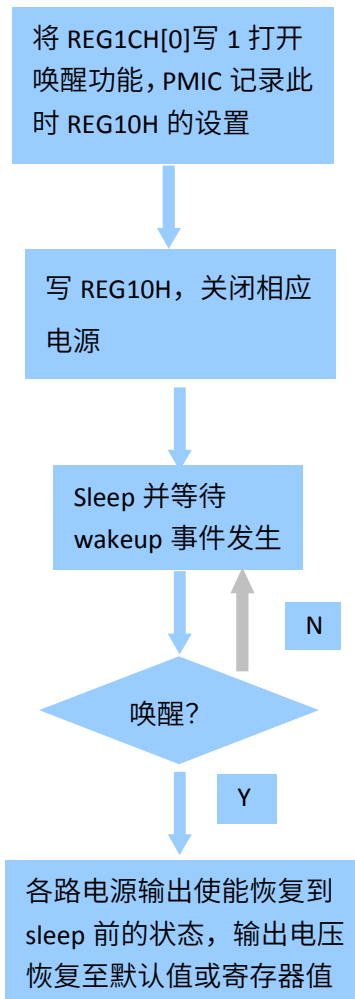 将 REG1CH[0]写 1 打开
唤醒功能，PMIC 记录此
时 REG10H 的设置
写 REG10H，关闭相应
电源
Sleep 并等待
wakeup 事件发生
N
唤醒？
Y
各路电源输出使能恢复到
sleep 前的状态，输出电压
恢复至默认值或寄存器值